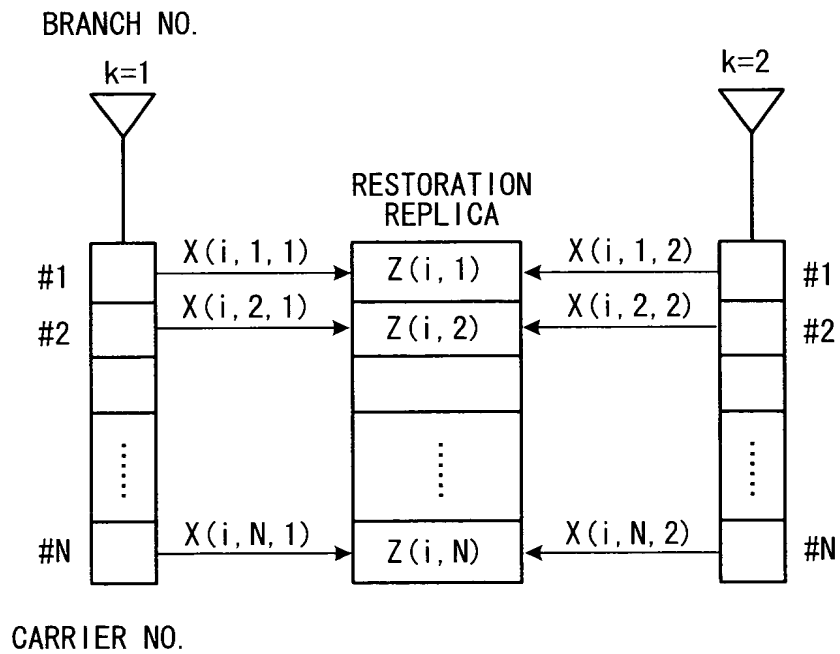 BRANCH NO.
k=1
k=2
RESTORATION
REPLICA
#1 X(i,1,1) Z(i,1) X(i,1,2) #1
#2 X(i,2,1) Z(i,2) X(i,2,2) #2
#N X(i,N,1) Z(i,N) X(i,N,2) #N
CARRIER NO.